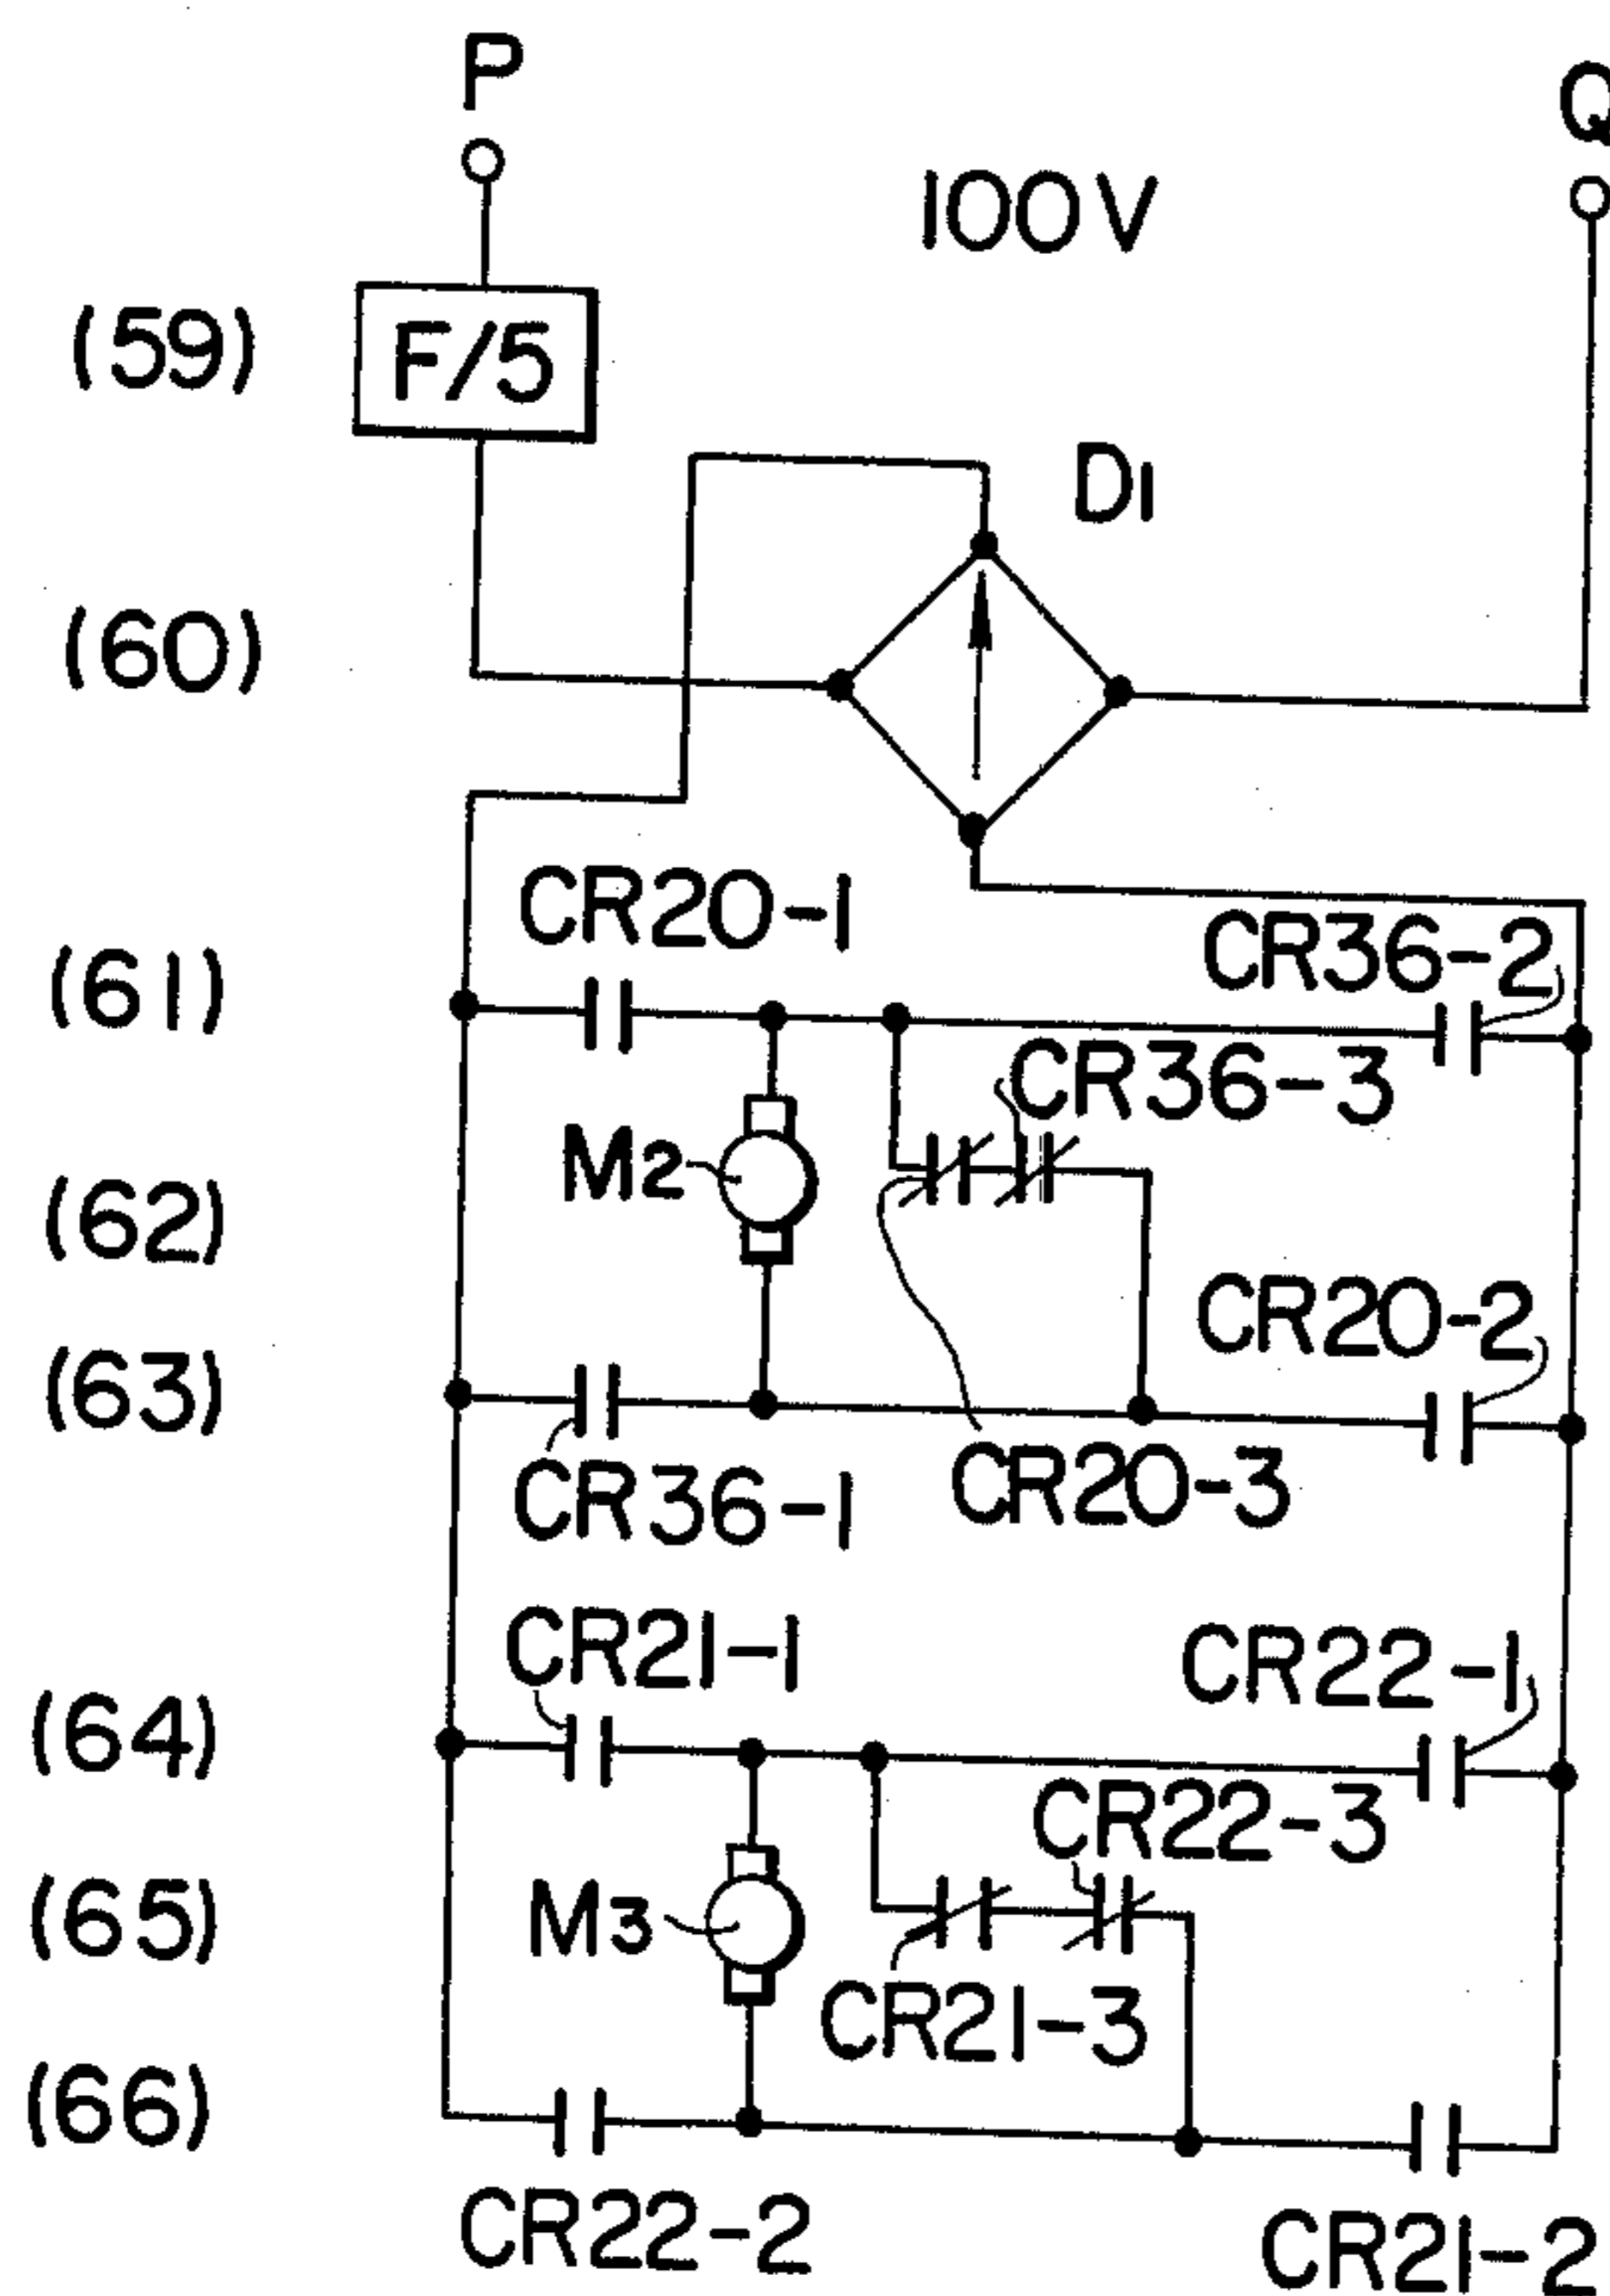 P
Q
100V
(59)
F/5
D1
(60)
CR20-1
CR36-2
(61)
CR36-3
M2
(62)
CR20-2
(63)
CR36-1
CR20-3
CR21-1
CR22-1
(64)
CR22-3
(65)
M3
CR21-3
(66)
CR22-2
CR21-2